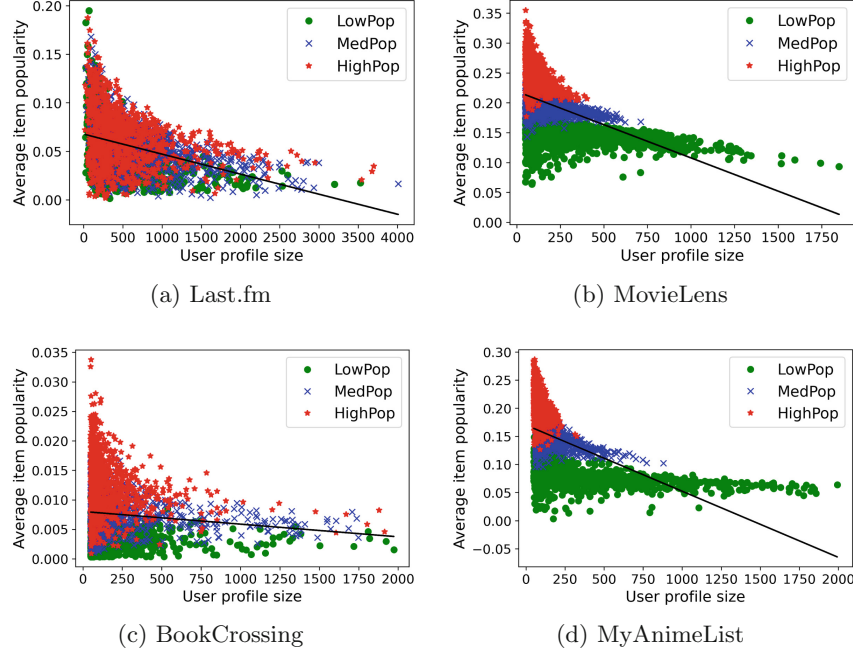 0.20
0.15
0.10
0.05
0.00
Average item popularity
LowPop
MedPop
HighPop
0 500 1000 1500 2000 2500 3000 3500 4000
User profile size
(a) Last.fm
0.35
0.30
0.25
0.20
0.15
0.10
0.05
0.00
Average item popularity
LowPop
MedPop
HighPop
0 250 500 750 1000 1250 1500 1750
User profile size
(b) MovieLens
0.035
0.030
0.025
0.020
0.015
0.010
0.005
0.000
Average item popularity
LowPop
MedPop
HighPop
0 250 500 750 1000 1250 1500 1750 2000
User profile size
(c) BookCrossing
0.30
0.25
0.20
0.15
0.10
0.05
0.00
−0.05
Average item popularity
LowPop
MedPop
HighPop
0 250 500 750 1000 1250 1500 1750 2000
User profile size
(d) MyAnimeList